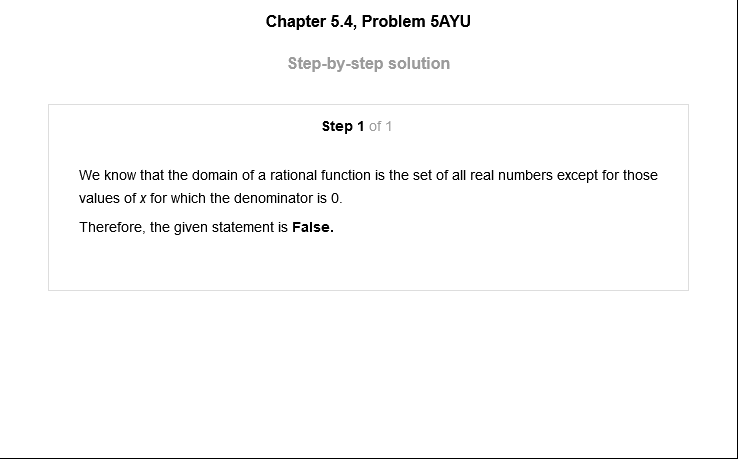 Chapter 5.4, Problem 5AYU
Step-by-step solution
Step 1 of 1
We know that the domain of a rational function is the set of all real numbers except for those
values of x for which the denominator is 0.
Therefore, the given statement is False.